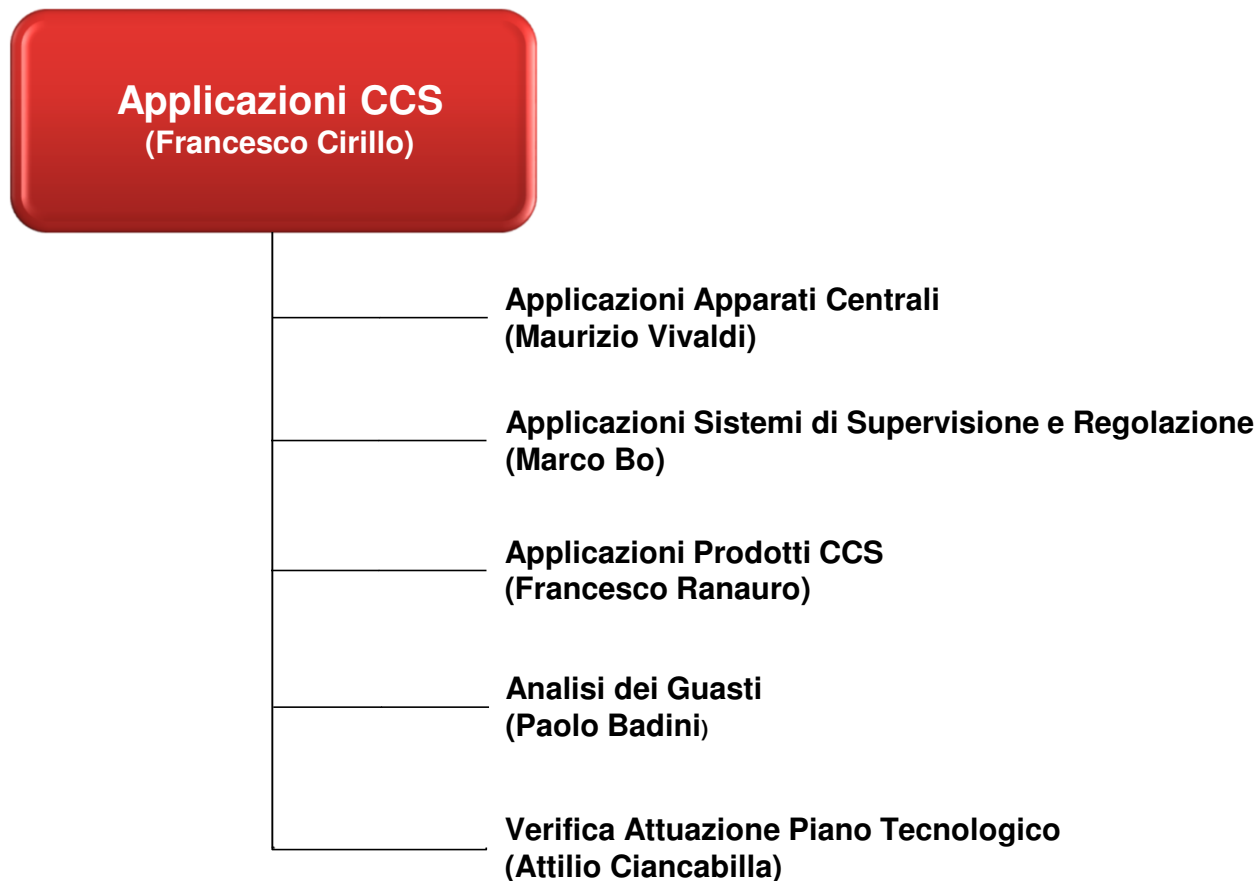 Applicazioni CCS
(Francesco Cirillo)
Applicazioni Apparati Centrali
(Maurizio Vivaldi)
Applicazioni Sistemi di Supervisione e Regolazione
(Marco Bo)
Applicazioni Prodotti CCS
(Francesco Ranauro)
Analisi dei Guasti
(Paolo Badini)
Verifica Attuazione Piano Tecnologico
(Attilio Ciancabilla)